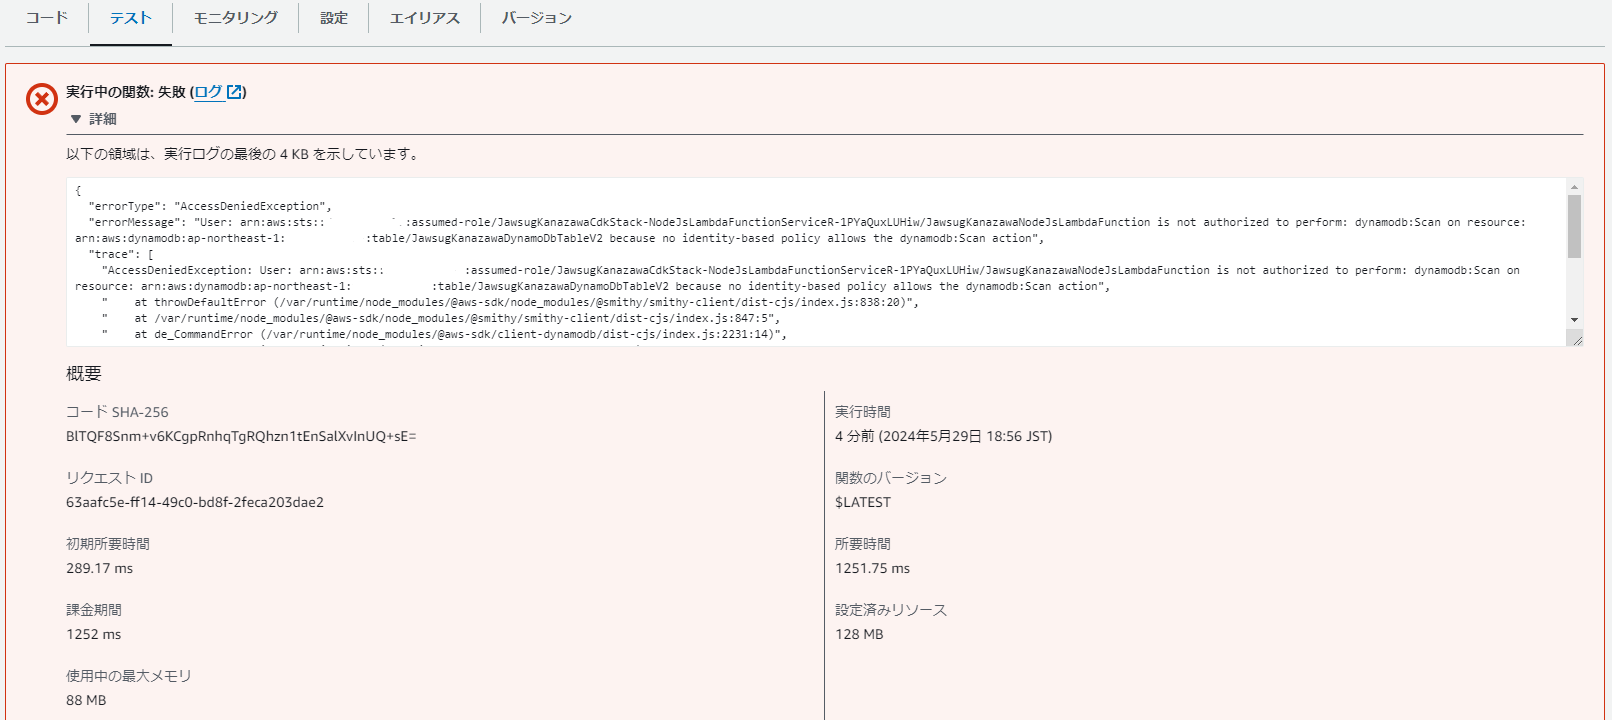 コード
テスト
モニタリング
設定
エイリアス
バージョン
実行中の関数: 失敗 (ログ)
▼ 詳細
以下の領域は、実行ログの最後の 4 KB を示しています。
{
"errorType": "AccessDeniedException",
"errorMessage": "User: arn:aws:sts:: :assumed-role/JawsugKanazawaCdkStack-NodeJsLambdaFunctionServiceR-1PYaQuxLUHiw/JawsugKanazawaNodeJsLambdaFunction is not authorized to perform: dynamodb:Scan on resource:
arn:aws:dynamodb:ap-northeast-1: :table/JawsugKanazawaDynamoDbTableV2 because no identity-based policy allows the dynamodb:Scan action",
"trace": [
"AccessDeniedException: User: arn:aws:sts:: :assumed-role/JawsugKanazawaCdkStack-NodeJsLambdaFunctionServiceR-1PYaQuxLUHiw/JawsugKanazawaNodeJsLambdaFunction is not authorized to perform: dynamodb:Scan on
resource: arn:aws:dynamodb:ap-northeast-1: :table/JawsugKanazawaDynamoDbTableV2 because no identity-based policy allows the dynamodb:Scan action",
" at throwDefaultError (/var/runtime/node_modules/@aws-sdk/node_modules/@smithy/smithy-client/dist-cjs/index.js:838:20)",
" at /var/runtime/node_modules/@aws-sdk/node_modules/@smithy/smithy-client/dist-cjs/index.js:847:5",
" at de_CommandError (/var/runtime/node_modules/@aws-sdk/client-dynamodb/dist-cjs/index.js:2231:14)",
概要
コード SHA-256
BlTQF8Snm+v6KCgpRnhqTgRQhzn1tEnSalXvInUQ+sE=
実行時間
4 分前 (2024年5月29日 18:56 JST)
リクエスト ID
63aafc5e-ff14-49c0-bd8f-2feca203dae2
関数のバージョン
$LATEST
初期所要時間
289.17 ms
所要時間
1251.75 ms
課金期間
1252 ms
設定済みリソース
128 MB
使用中の最大メモリ
88 MB